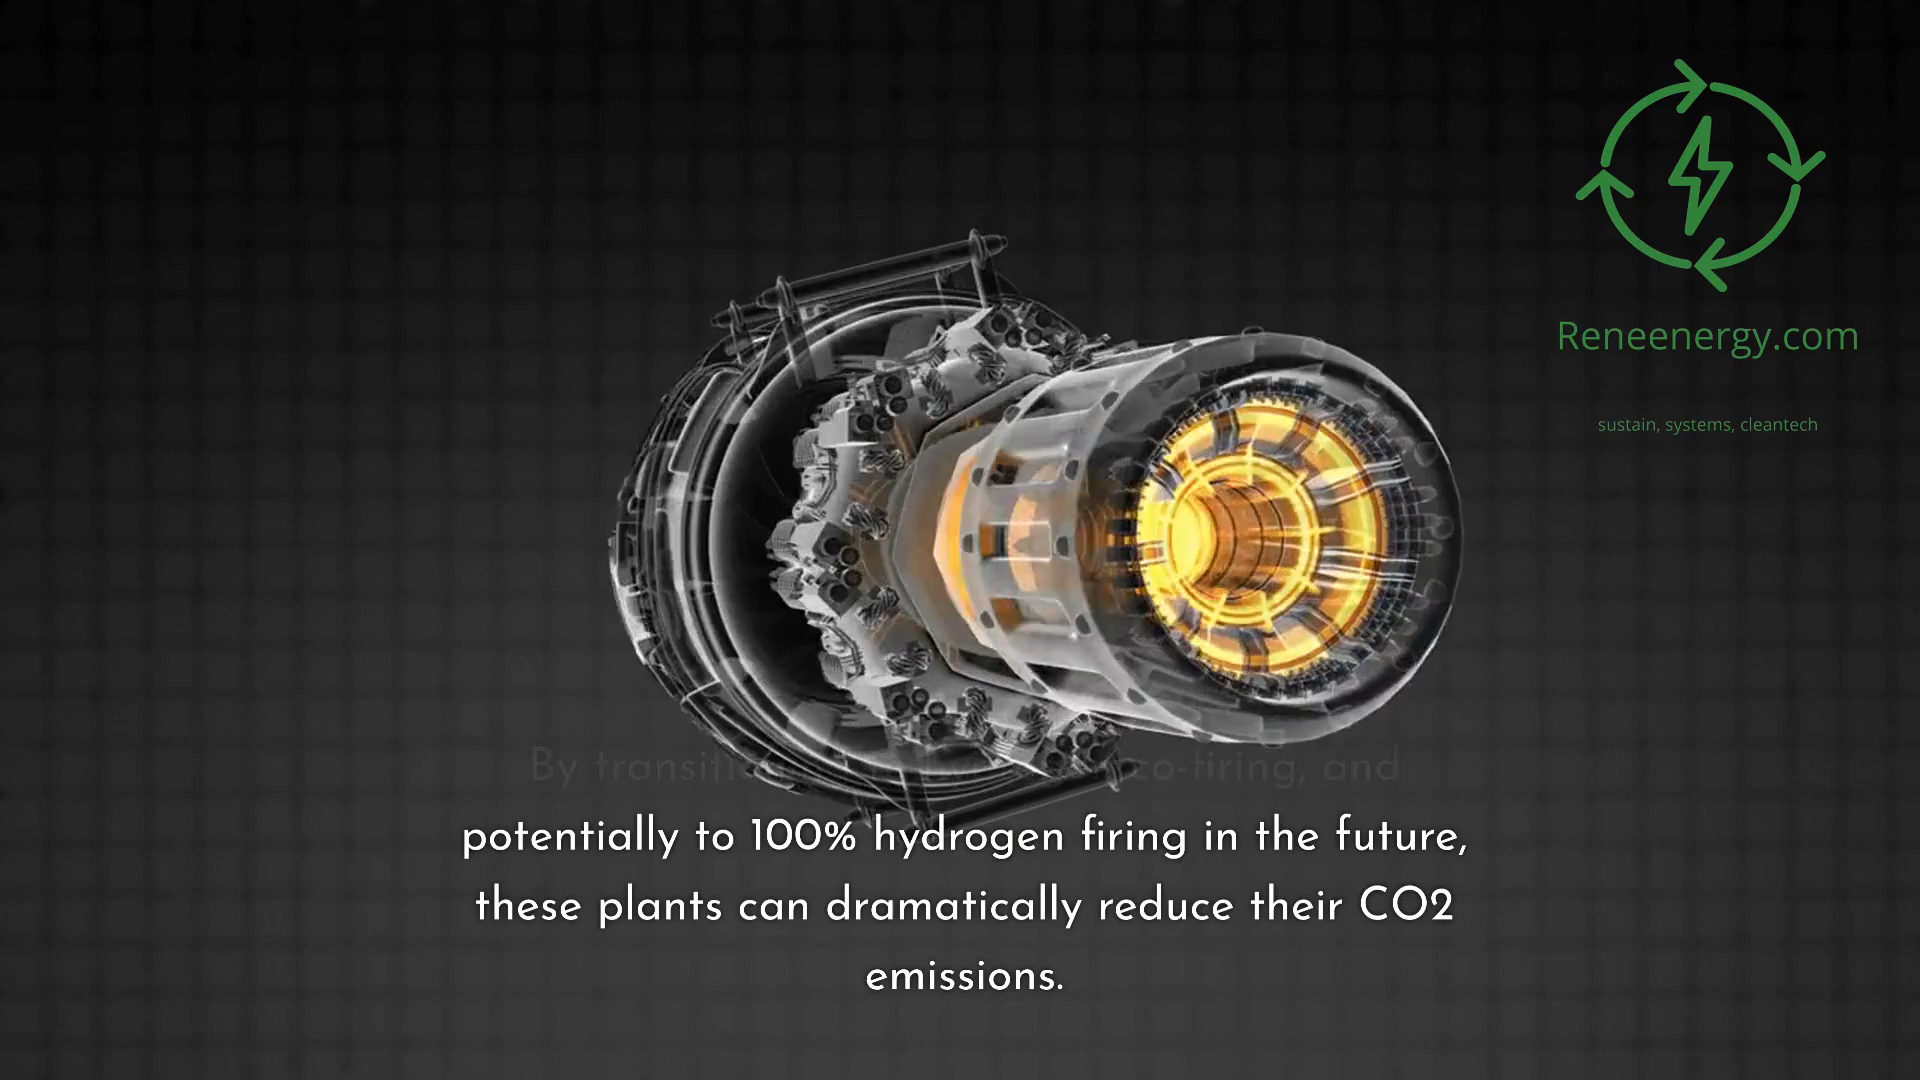 Reneenergy.com
sustain, systems, cleantech
By co-firing, and
potentially to 100% hydrogen firing in the future,
these plants can dramatically reduce their CO2
emissions.